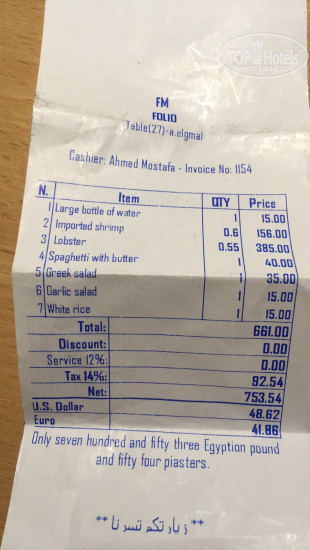 TOP Hotels
FM
FOLIO
Table(27)-a.elgmal
Cashier: Ahmed Mostafa - Invoice No: 1154
N. Item QTY Price
1 Large bottle of water 1 15.00
2 Imported shrimp 0.6 156.00
3 Lobster 0.55 385.00
4 Spaghetti with butter 1 40.00
5 Greek salad 1 35.00
6 Garlic salad 1 15.00
7 White rice 1 15.00
Total: 661.00
Discount: 0.00
Service 12%: 0.00
Tax 14%: 92.54
Net: 753.54
U.S. Dollar 48.62
Euro 41.86
Only seven hundred and fifty three Egyption pound
and fifty four piasters.
** زيارتكم تسرنا **